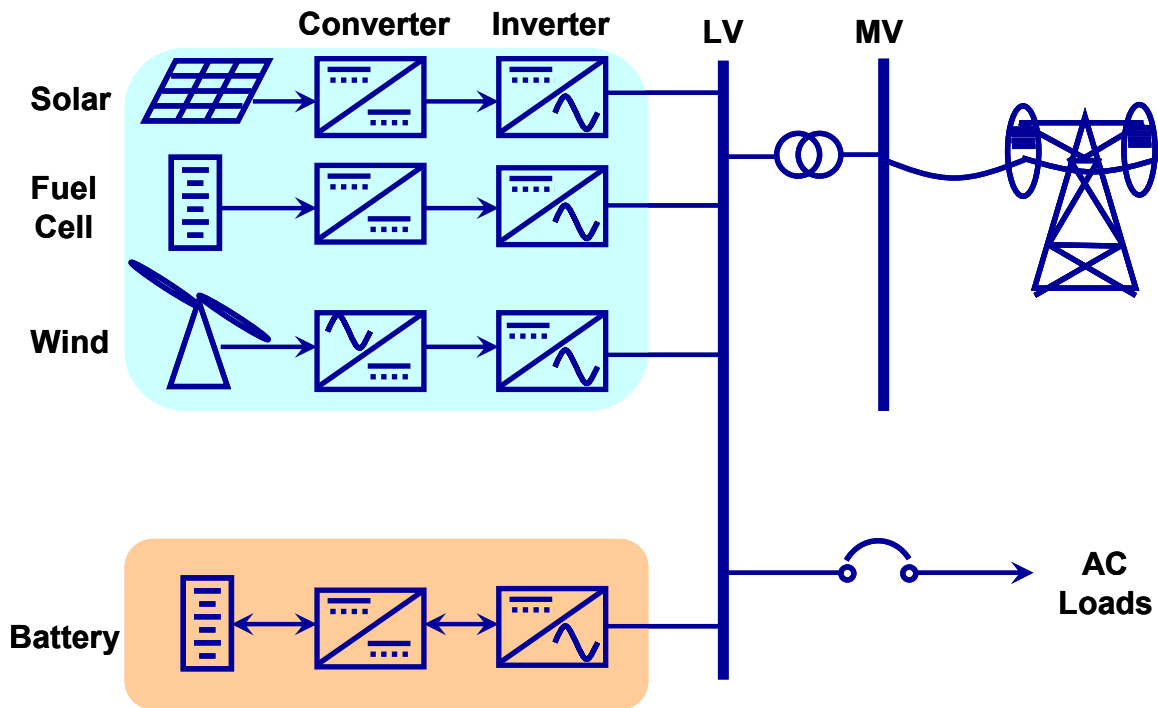 Converter
Inverter
LV
MV
Solar
Fuel
Cell
Wind
Battery
AC
Loads